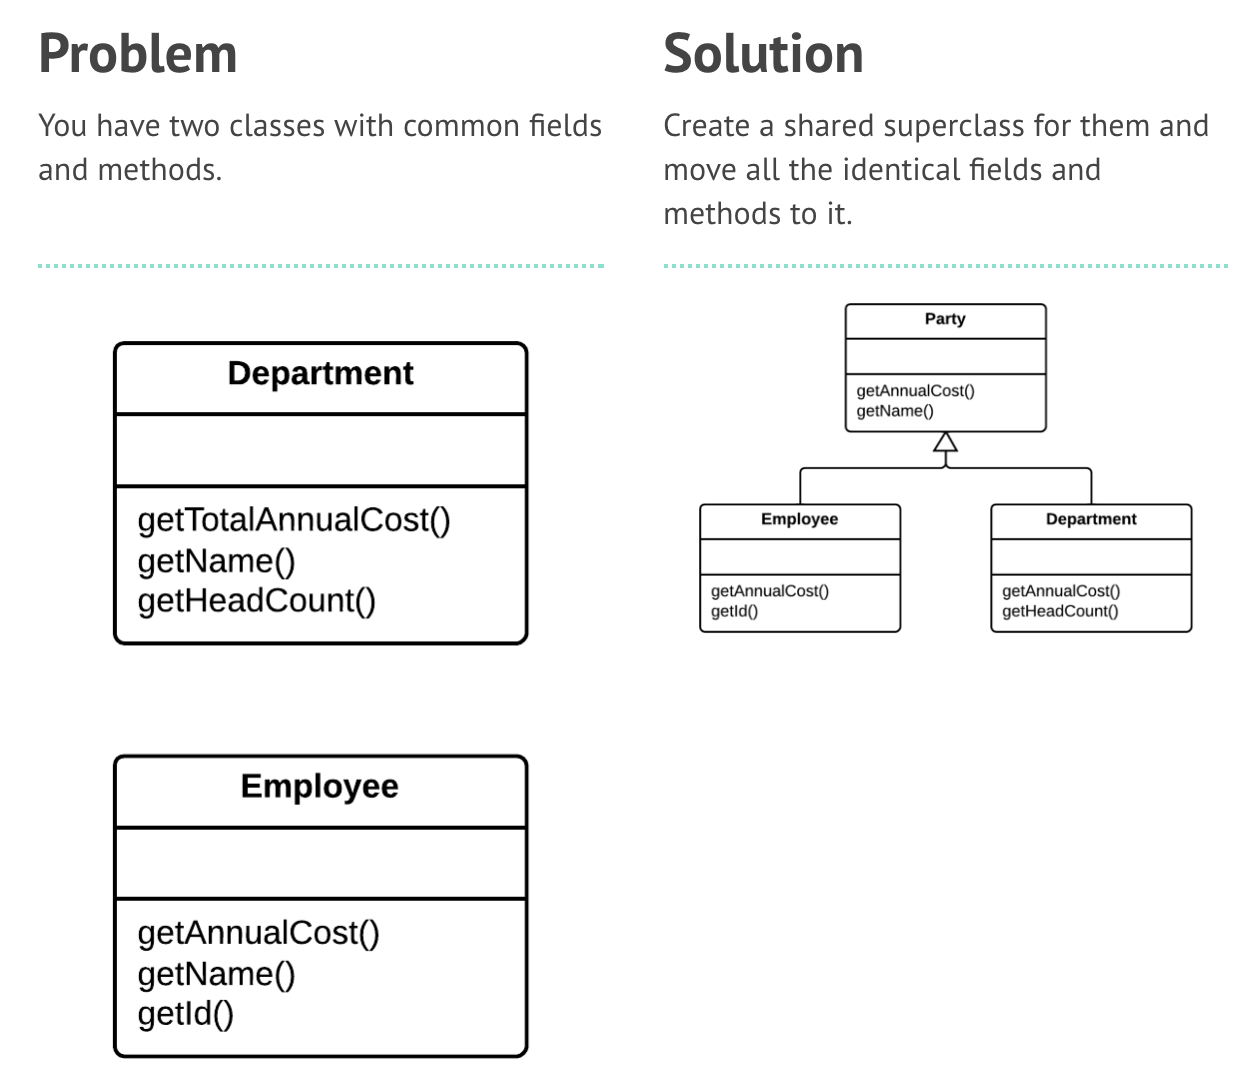 Problem
You have two classes with common fields
and methods.
Department
getTotalAnnualCost()
getName()
getHeadCount()
Employee
getAnnualCost()
getName()
getId()
Solution
Create a shared superclass for them and
move all the identical fields and
methods to it.
Party
getAnnualCost()
getName()
Employee
getAnnualCost()
getId()
Department
getAnnualCost()
getHeadCount()